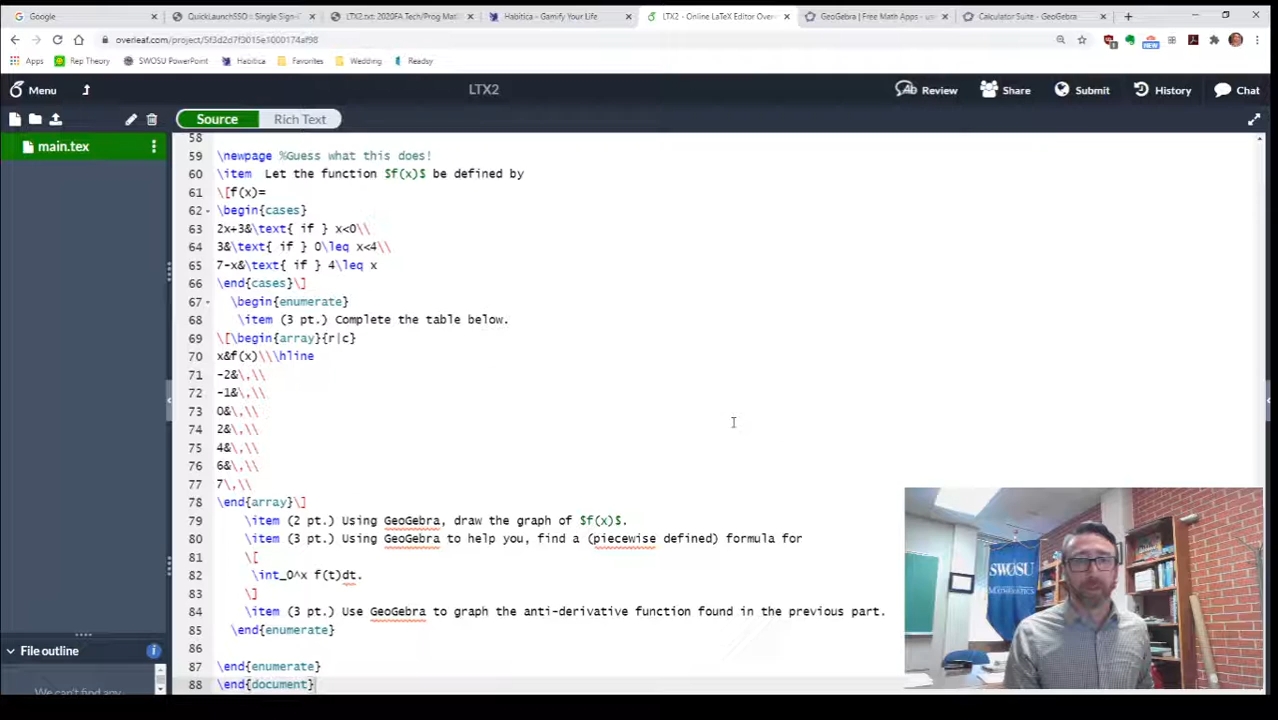 Google
QuickLaunchSSO :: Single Sign-
LTX2.txt: 2020FA Tech/Prog Mat
Habitica - Gamify Your Life
LTX2 - Online LaTeX Editor Over
GeoGebra | Free Math Apps - us
Calculator Suite - GeoGebra
overleaf.com/project/5f3d2d7f3015e1000174af98
Apps
Rep Theory
SWOSU PowerPoint
Habitica
Favorites
Wedding
Readsy
NEW
Menu
LTX2
Review
Share
Submit
History
Chat
Source
Rich Text
main.tex
58
59 \newpage %Guess what this does!
60 \item  Let the function $f(x)$ be defined by
61 \[f(x)=
62 \begin{cases}
63 2x+3&\text{ if } x<0\\
64 3&\text{ if } 0\leq x<4\\
65 7-x&\text{ if } 4\leq x
66 \end{cases}\]
67 \begin{enumerate}
68 \item (3 pt.) Complete the table below.
69 \[\begin{array}{r|c}
70 x&f(x)\\\hline
71 -2&\,\\
72 -1&\,\\
73 0&\,\\
74 2&\,\\
75 4&\,\\
76 6&\,\\
77 7\,\\
78 \end{array}\]
79 \item (2 pt.) Using GeoGebra, draw the graph of $f(x)$.
80 \item (3 pt.) Using GeoGebra to help you, find a (piecewise defined) formula for
81 \[
82 \int_0^x f(t)dt.
83 \]
84 \item (3 pt.) Use GeoGebra to graph the anti-derivative function found in the previous part.
85 \end{enumerate}
86
87 \end{enumerate}
88 \end{document}
File outline
We can't find any
SWOSU
MATHEMATICS